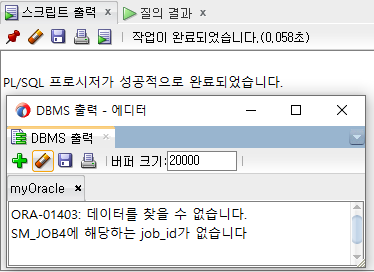 스크립트 출력 × 질의 결과 ×
작업이 완료되었습니다.(0,058초)
PL/SQL 프로시저가 성공적으로 완료되었습니다.
DBMS 출력 - 에디터
DBMS 출력 ×
버퍼 크기: 20000
myOracle ×
ORA-01403: 데이터를 찾을 수 없습니다.
SM_JOB4에 해당하는 job_id가 없습니다